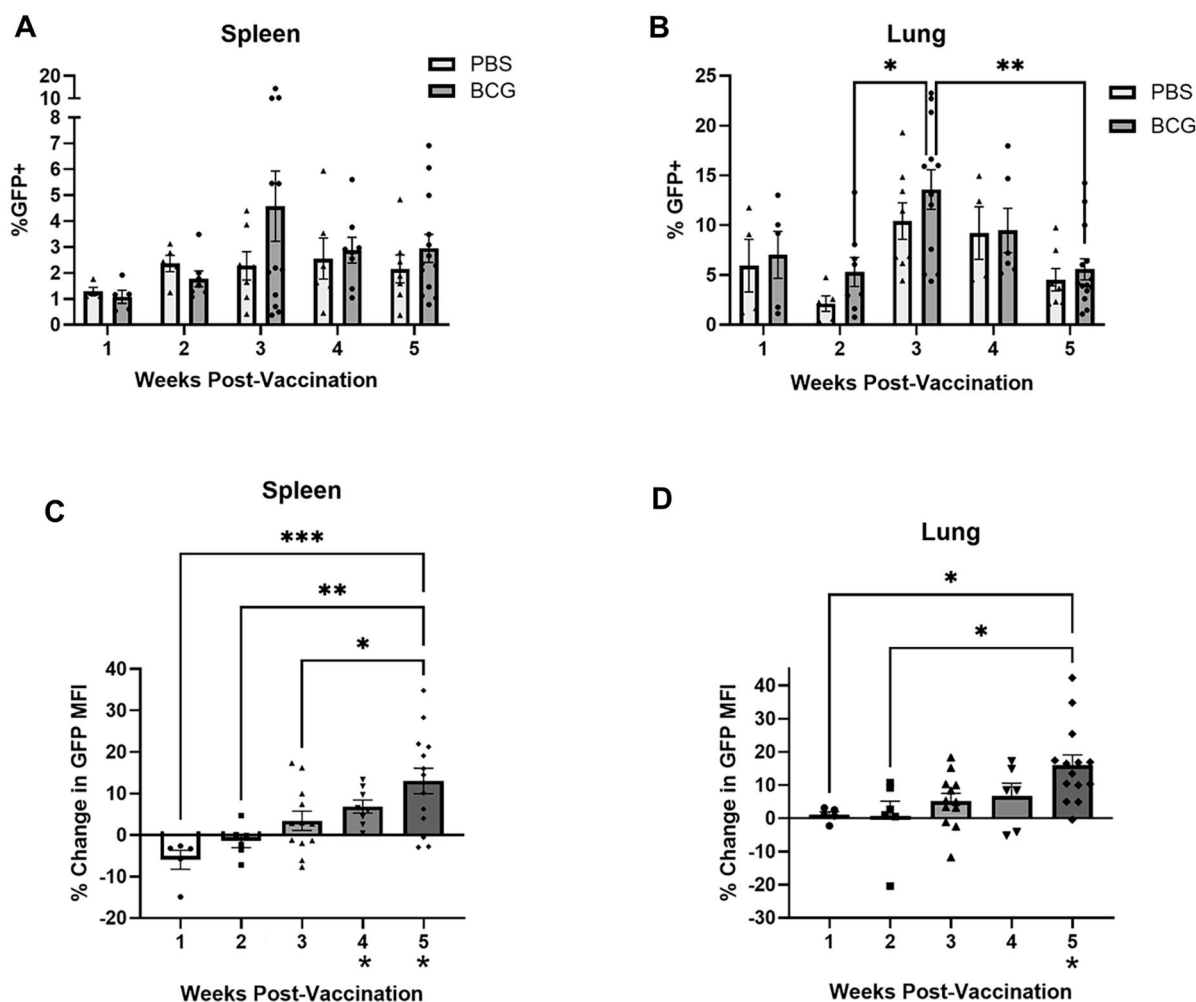 A
Spleen
PBS
BCG
20
10
8
7
6
5
4
3
2
1
0
%GFP+
1 2 3 4 5
Weeks Post-Vaccination
B
Lung
* **
PBS
BCG
25
20
15
10
5
0
% GFP+
1 2 3 4 5
Weeks Post-Vaccination
C
Spleen
***
**
*
40
30
20
10
0
-10
-20
% Change in GFP MFI
1 2 3 4 5
* *
Weeks Post-Vaccination
D
Lung
*
*
40
30
20
10
0
-10
-20
-30
% Change in GFP MFI
1 2 3 4 5
*
Weeks Post-Vaccination